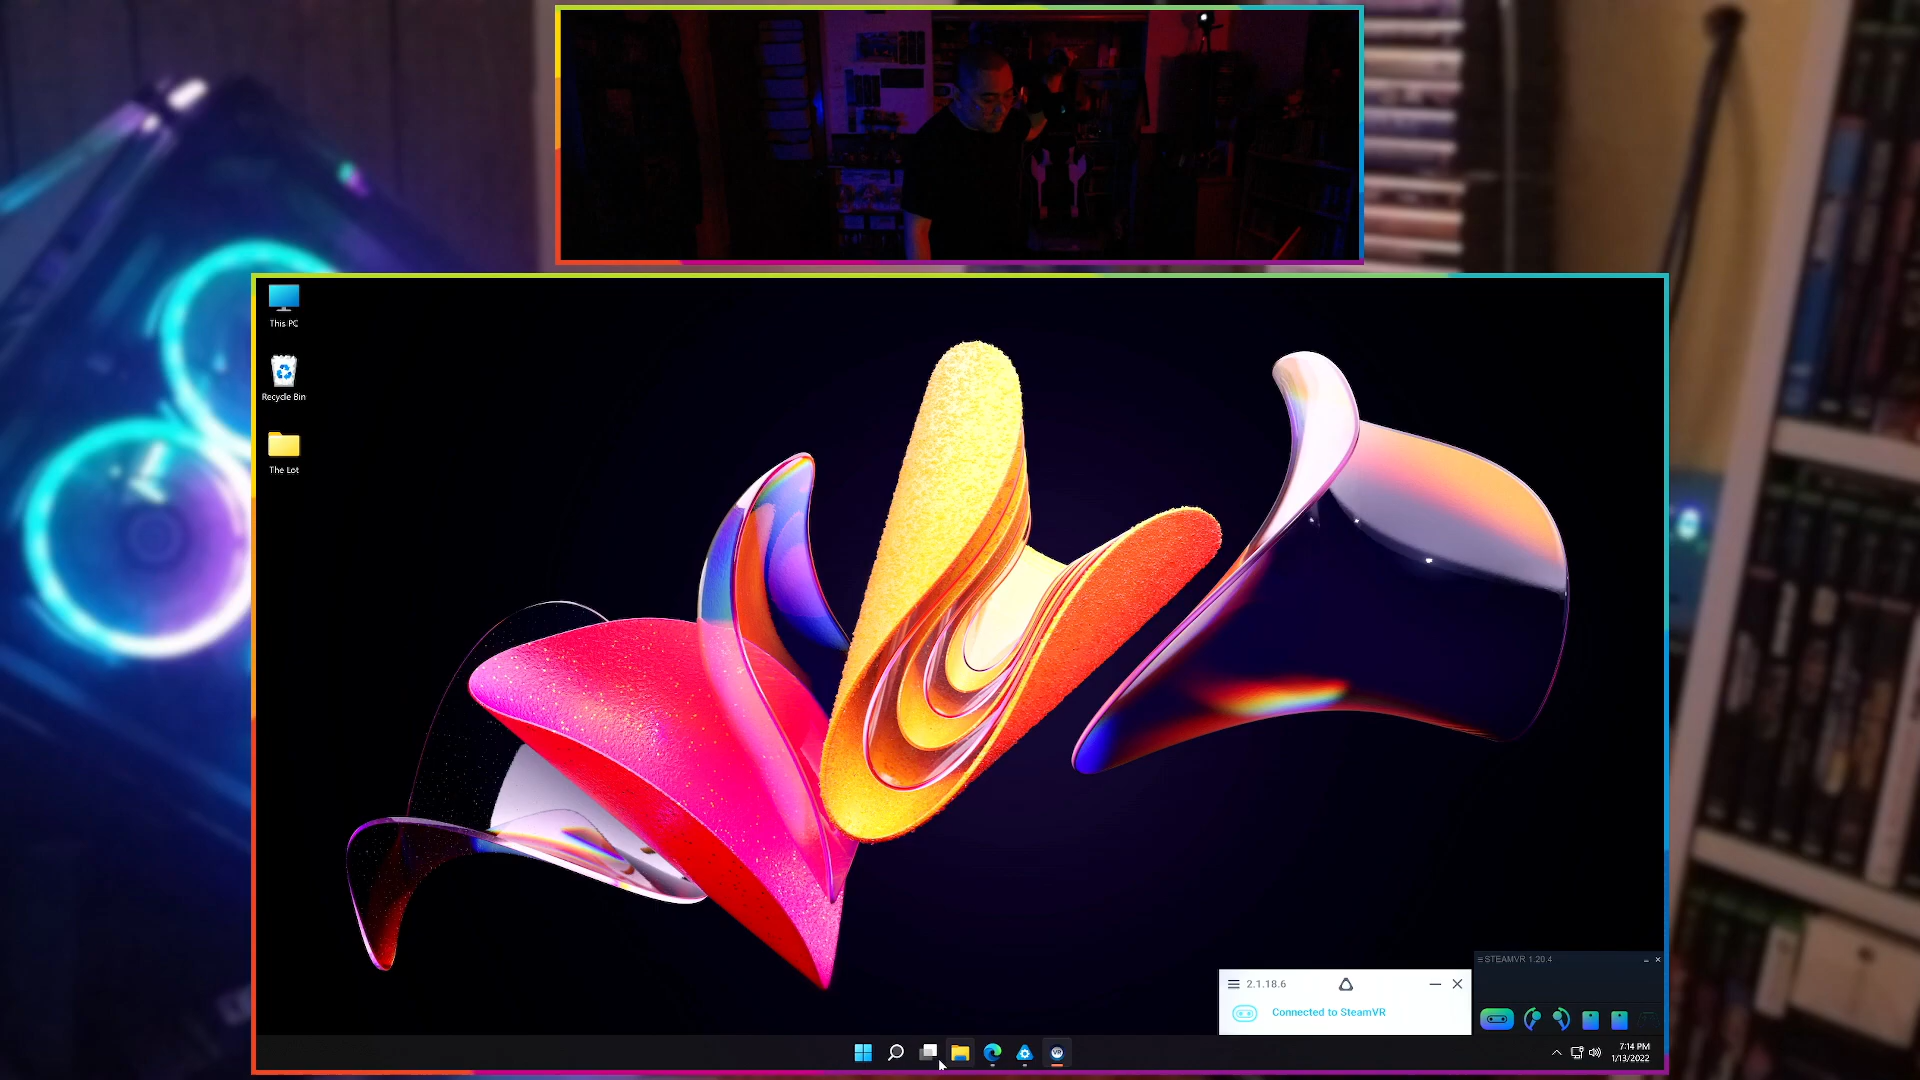 This PC
Recycle Bin
The Lot
2.1.18.6
Connected to SteamVR
STEAMVR 1.20.4
VR
7:14 PM
1/13/2022